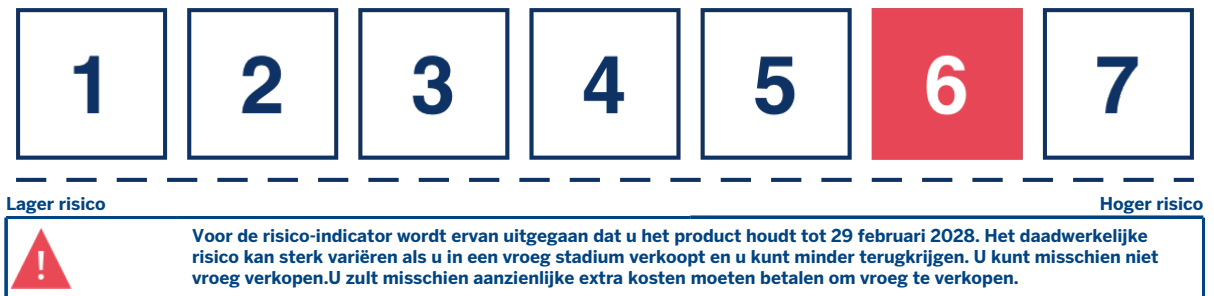 1 2 3 4 5 6 7
Lager risico Hoger risico
!
Voor de risico-indicator wordt ervan uitgegaan dat u het product houdt tot 29 februari 2028. Het daadwerkelijke
risico kan sterk variëren als u in een vroeg stadium verkoopt en u kunt minder terugkrijgen. U kunt misschien niet
vroeg verkopen.U zult misschien aanzienlijke extra kosten moeten betalen om vroeg te verkopen.